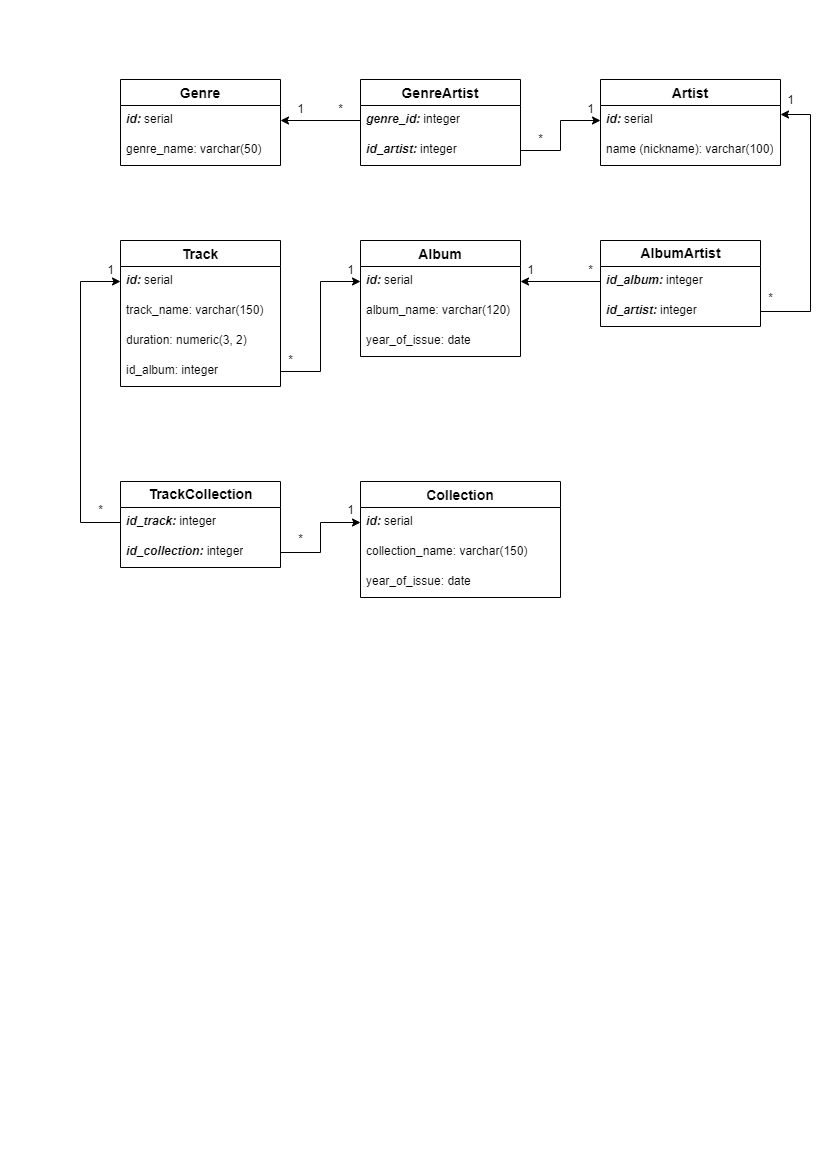 Genre
id: serial
genre_name: varchar(50)
1
*
GenreArtist
genre_id: integer
id_artist: integer
*
1
Artist
id: serial
name (nickname): varchar(100)
1
1
Track
id: serial
track_name: varchar(150)
duration: numeric(3, 2)
id_album: integer
*
1
Album
id: serial
album_name: varchar(120)
year_of_issue: date
1
*
AlbumArtist
id_album: integer
id_artist: integer
*
*
TrackCollection
id_track: integer
id_collection: integer
*
1
Collection
id: serial
collection_name: varchar(150)
year_of_issue: date